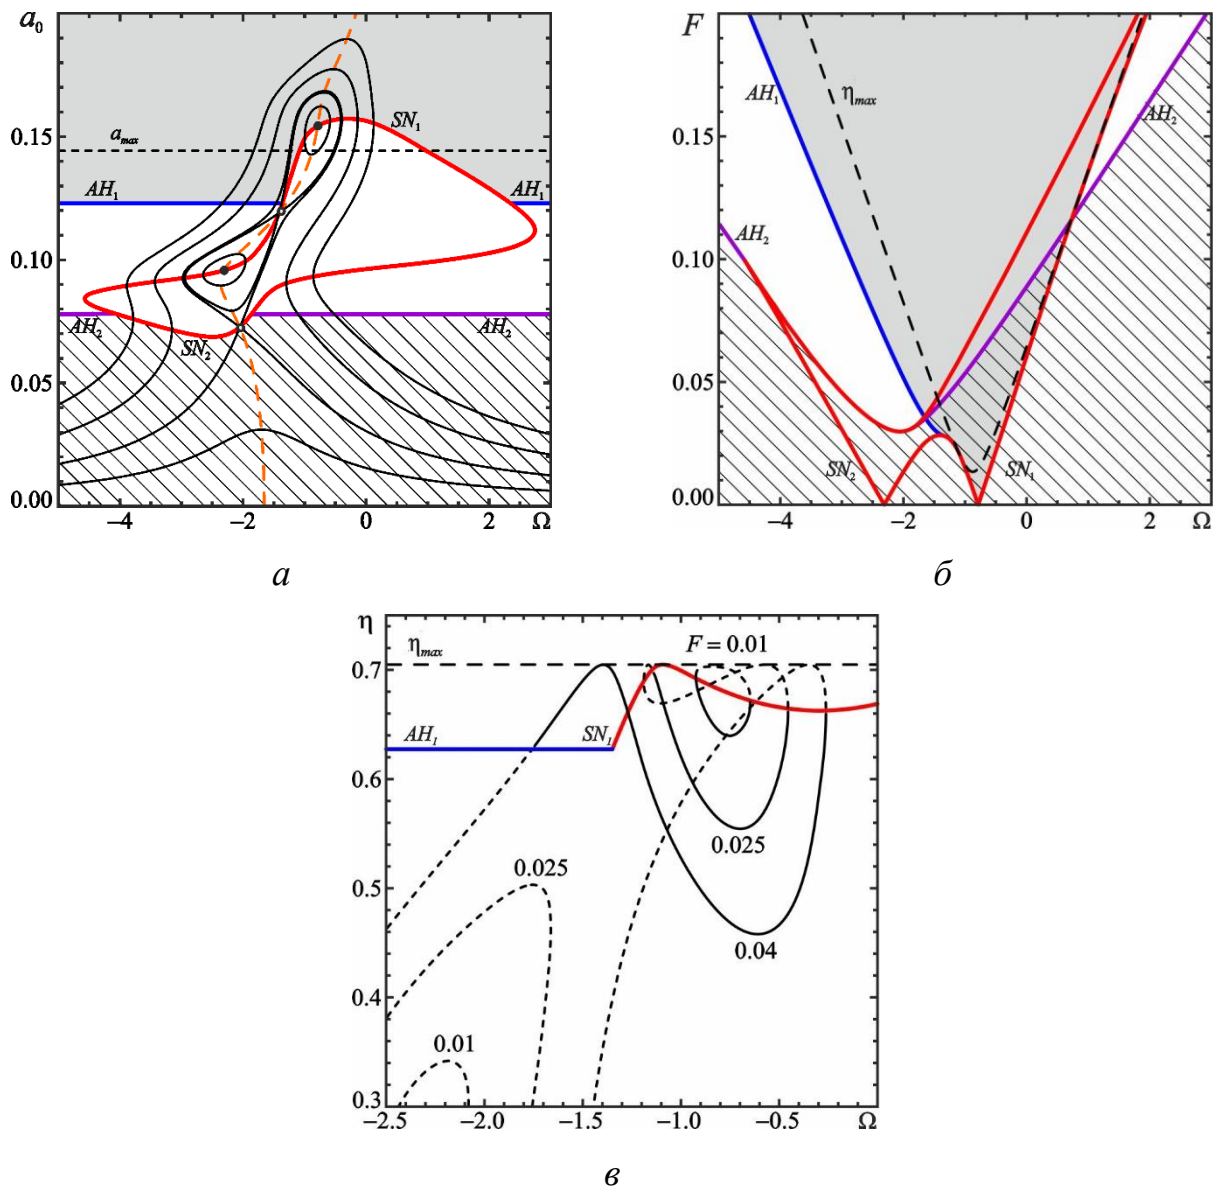 a₀
0.15
0.10
0.05
0.00
−4
−2
0
2
Ω
a_max
AH₁
AH₁
SN₁
AH₂
AH₂
SN₂
а
F
0.15
0.10
0.05
0.00
−4
−2
0
2
Ω
AH₁
η_max
AH₂
AH₂
SN₂
SN₁
б
η
η_max
F = 0.01
0.7
0.6
0.5
0.4
0.3
AH₁
SN₁
0.025
0.025
0.04
0.01
−2.5
−2.0
−1.5
−1.0
−0.5
Ω
в